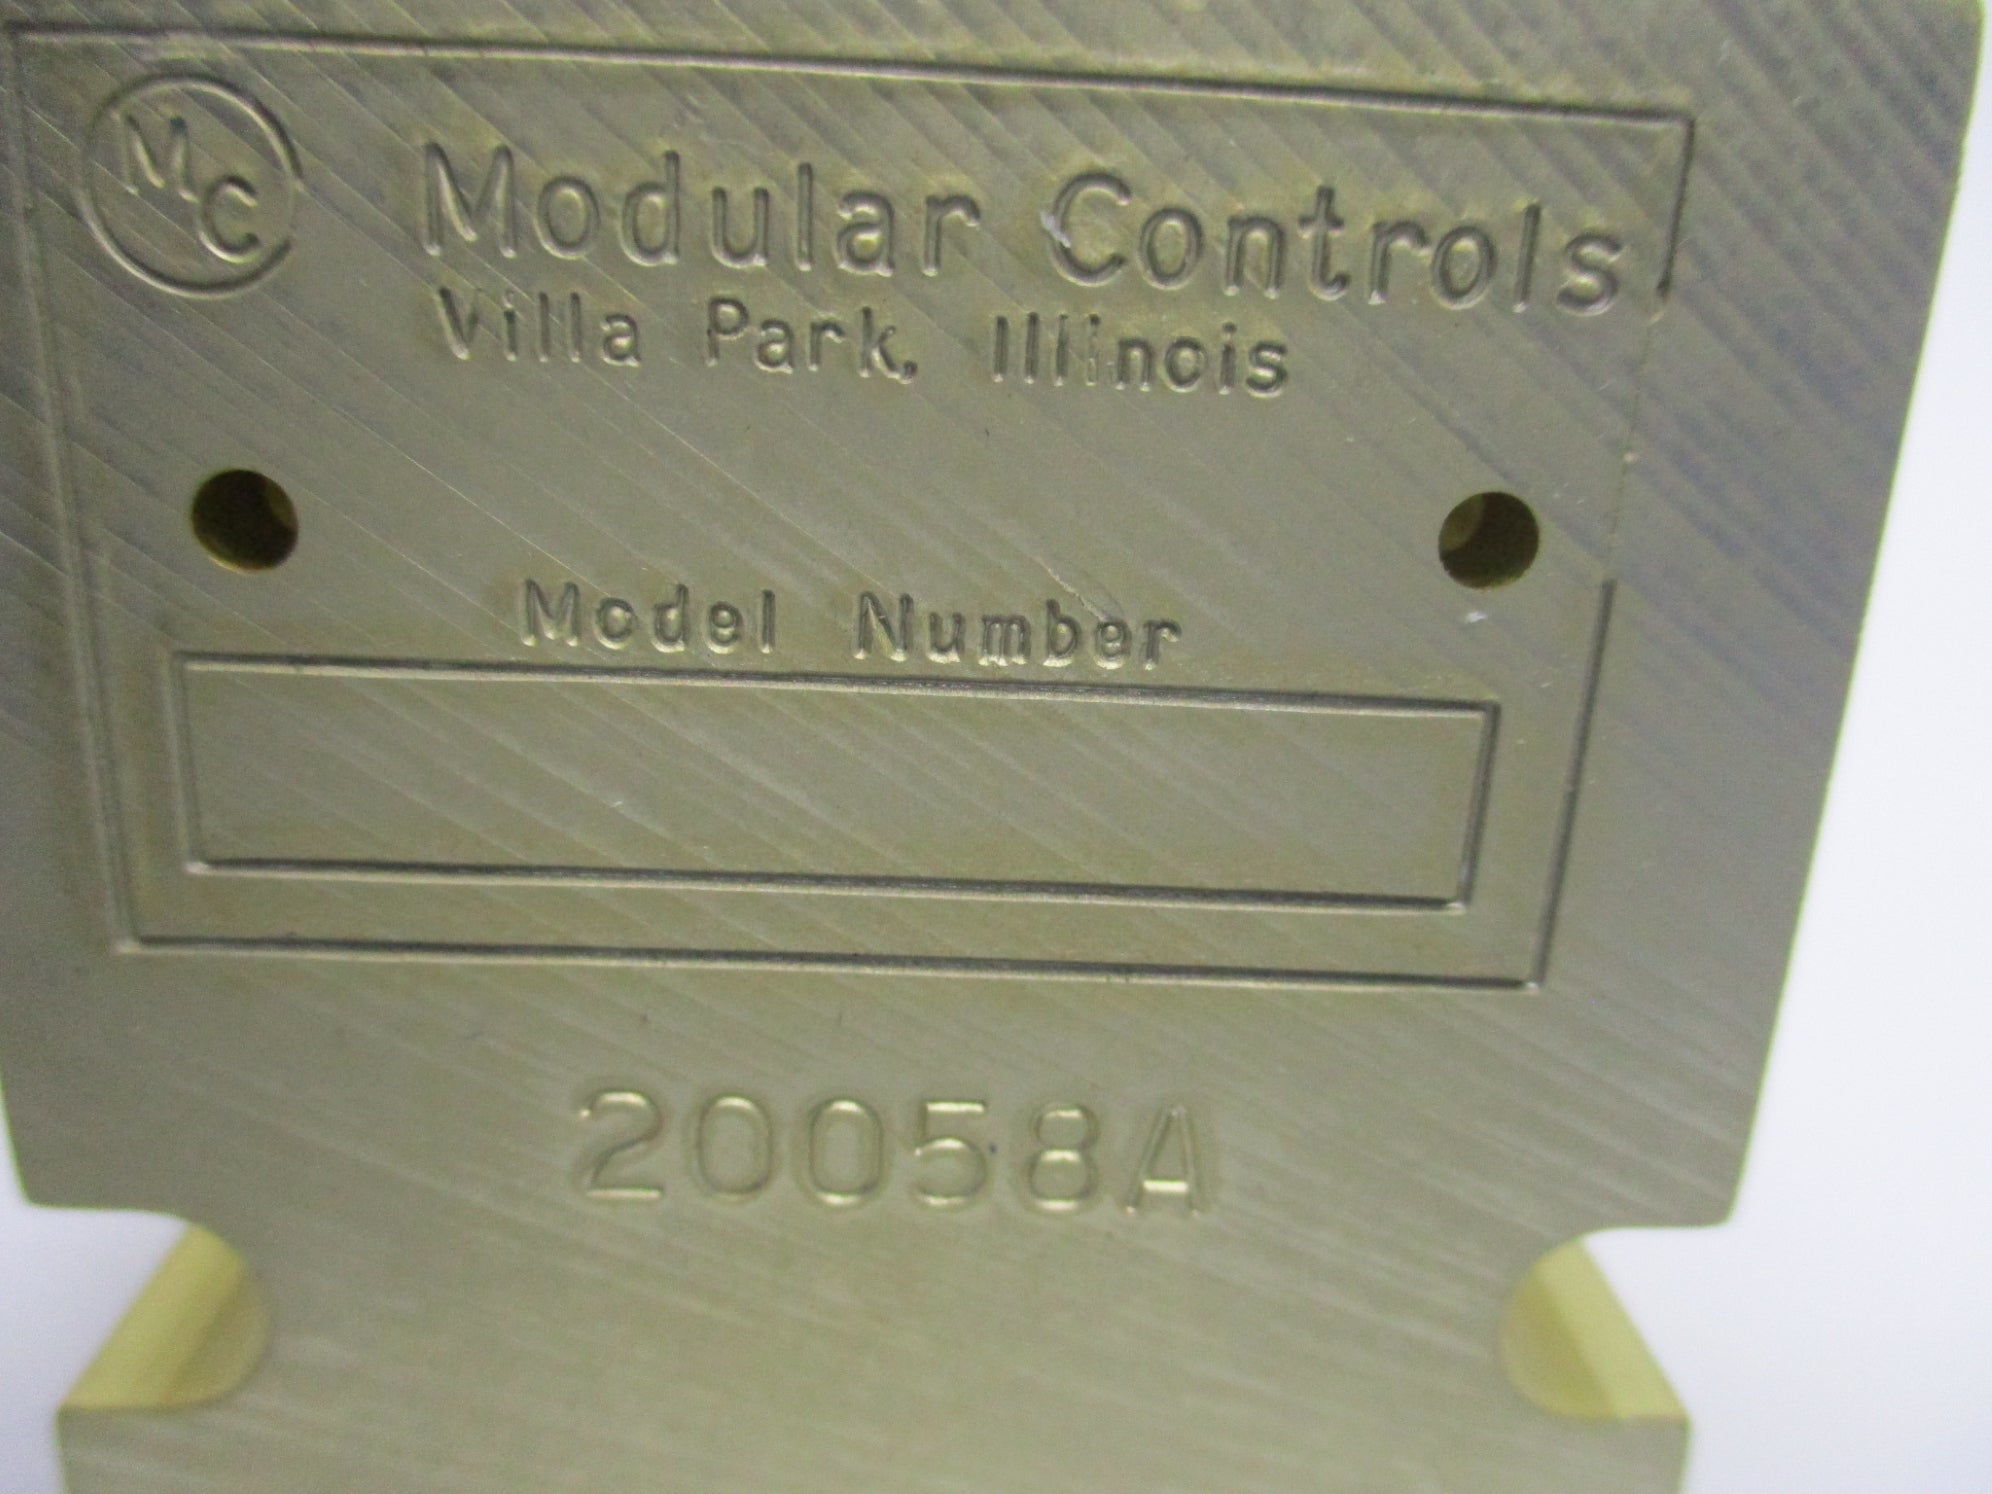 MC Modular Controls
Villa Park, Illinois
Model Number
20058A